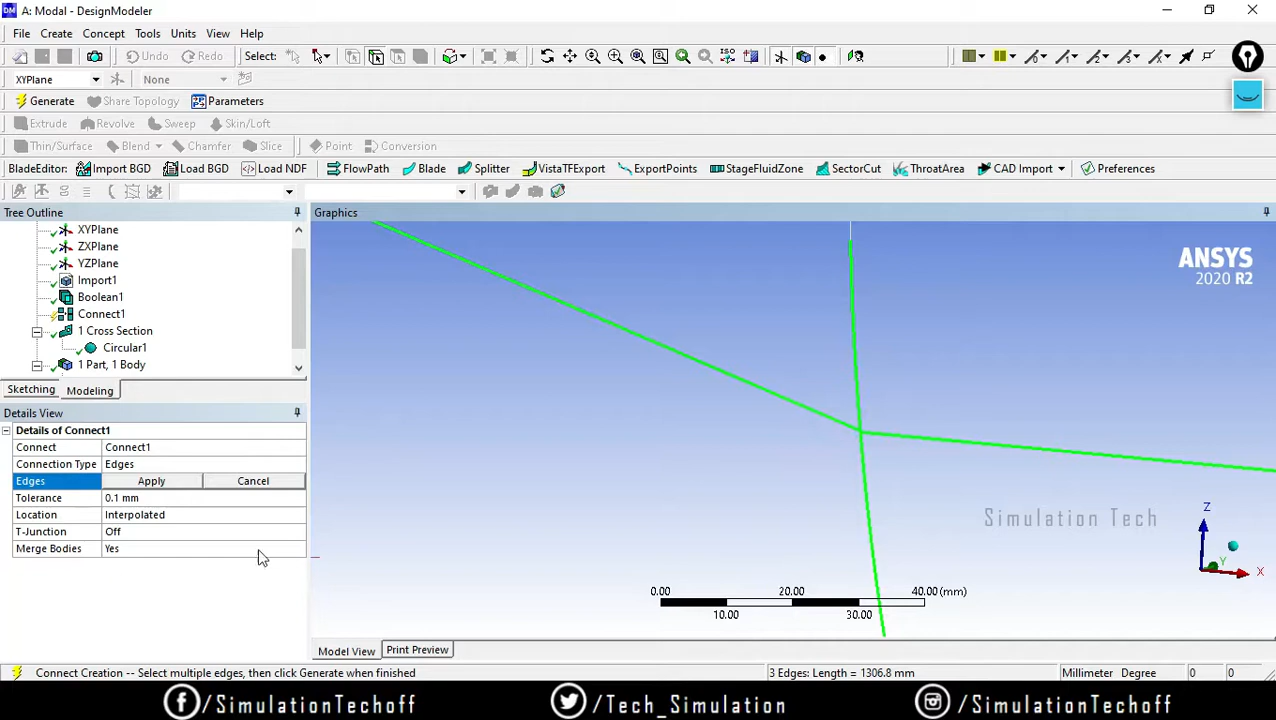 A: Modal - DesignModeler
File Create Concept Tools Units View Help
Undo Redo Select:
XYPlane None
Generate Share Topology Parameters
Extrude Revolve Sweep Skin/Loft
Thin/Surface Blend Chamfer Slice Point Conversion
BladeEditor: Import BGD Load BGD Load NDF FlowPath Blade Splitter VistaTFExport ExportPoints StageFluidZone SectorCut ThroatArea CAD Import Preferences
Tree Outline Graphics
XYPlane
ZXPlane
YZPlane
Import1
Boolean1
Connect1
1 Cross Section
Circular1
1 Part, 1 Body
Sketching Modeling
Details View
Details of Connect1
Connect Connect1
Connection Type Edges
Edges Apply Cancel
Tolerance 0.1 mm
Location Interpolated
T-Junction Off
Merge Bodies Yes
ANSYS
2020 R2
Simulation Tech
Z
Y
X
0.00 20.00 40.00 (mm)
10.00 30.00
Model View Print Preview
Connect Creation -- Select multiple edges, then click Generate when finished 3 Edges: Length = 1306.8 mm Millimeter Degree 0 0
/SimulationTechoff /Tech_Simulation /SimulationTechoff